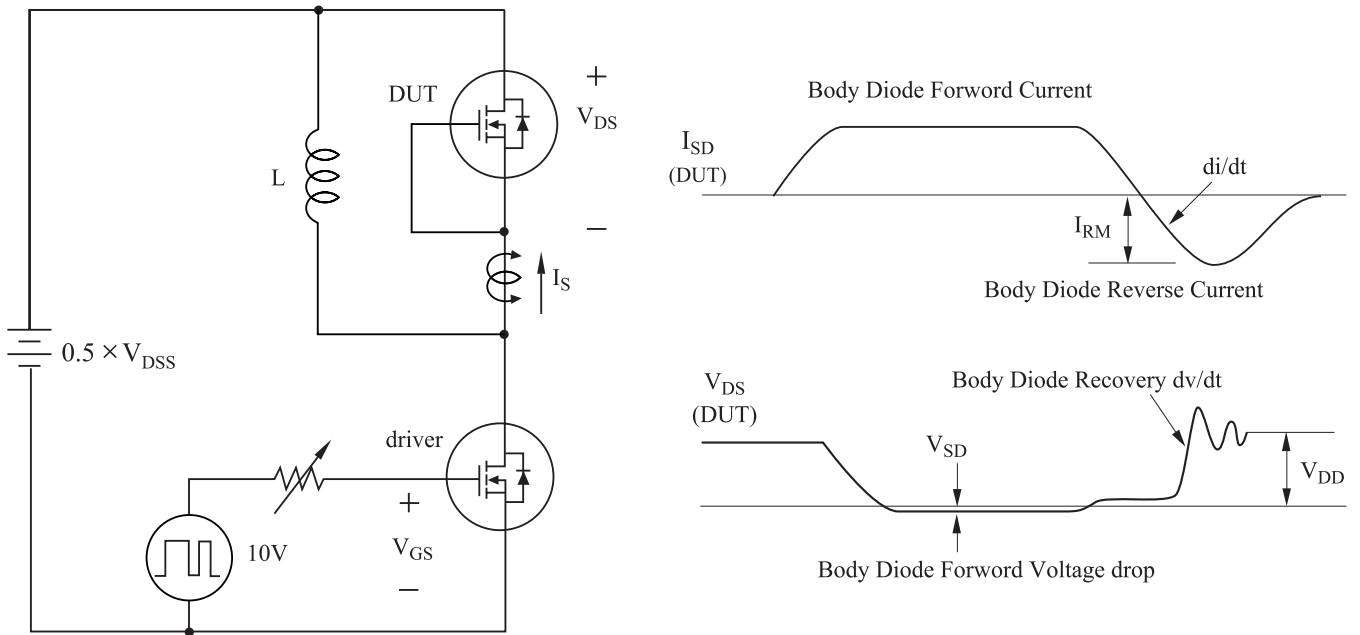 DUT
+
V_DS
−
L
I_S
0.5 × V_DSS
driver
+
V_GS
−
10V
Body Diode Forword Current
I_SD
(DUT)
di/dt
I_RM
Body Diode Reverse Current
V_DS
(DUT)
Body Diode Recovery dv/dt
V_SD
V_DD
Body Diode Forword Voltage drop